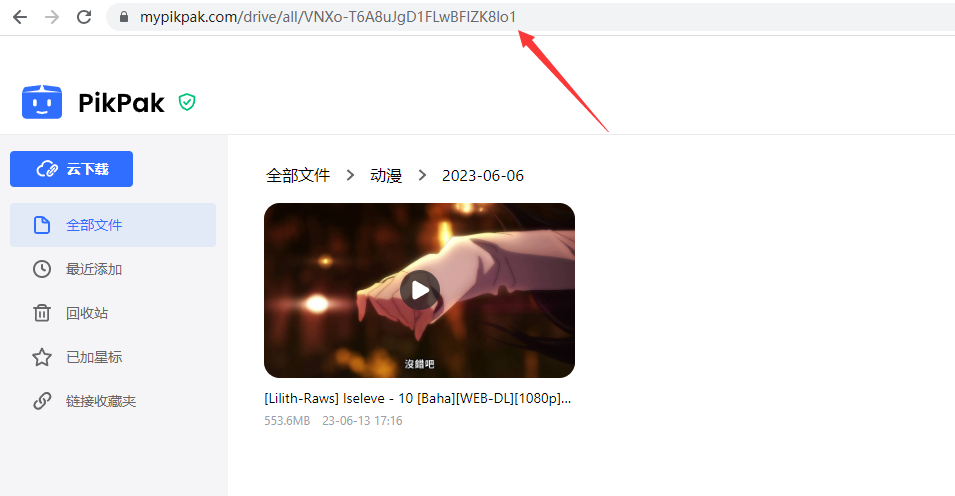 mypikpak.com/drive/all/VNXo-T6A8uJgD1FLwBFIZK8lo1
PikPak
云下载
全部文件
最近添加
回收站
已加星标
链接收藏夹
全部文件 > 动漫 > 2023-06-06
沒錯吧
[Lilith-Raws] Iseleve - 10 [Baha][WEB-DL][1080p]...
553.6MB 23-06-13 17:16